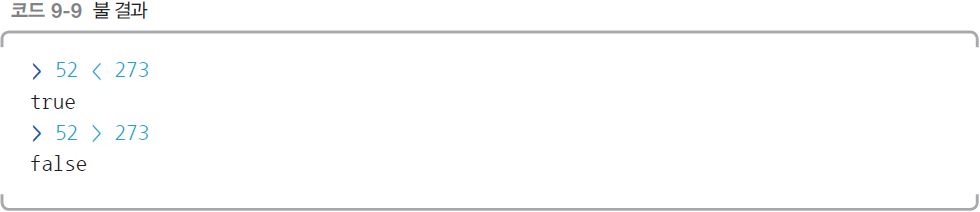 코드 9-9 불 결과
> 52 < 273
true
> 52 > 273
false